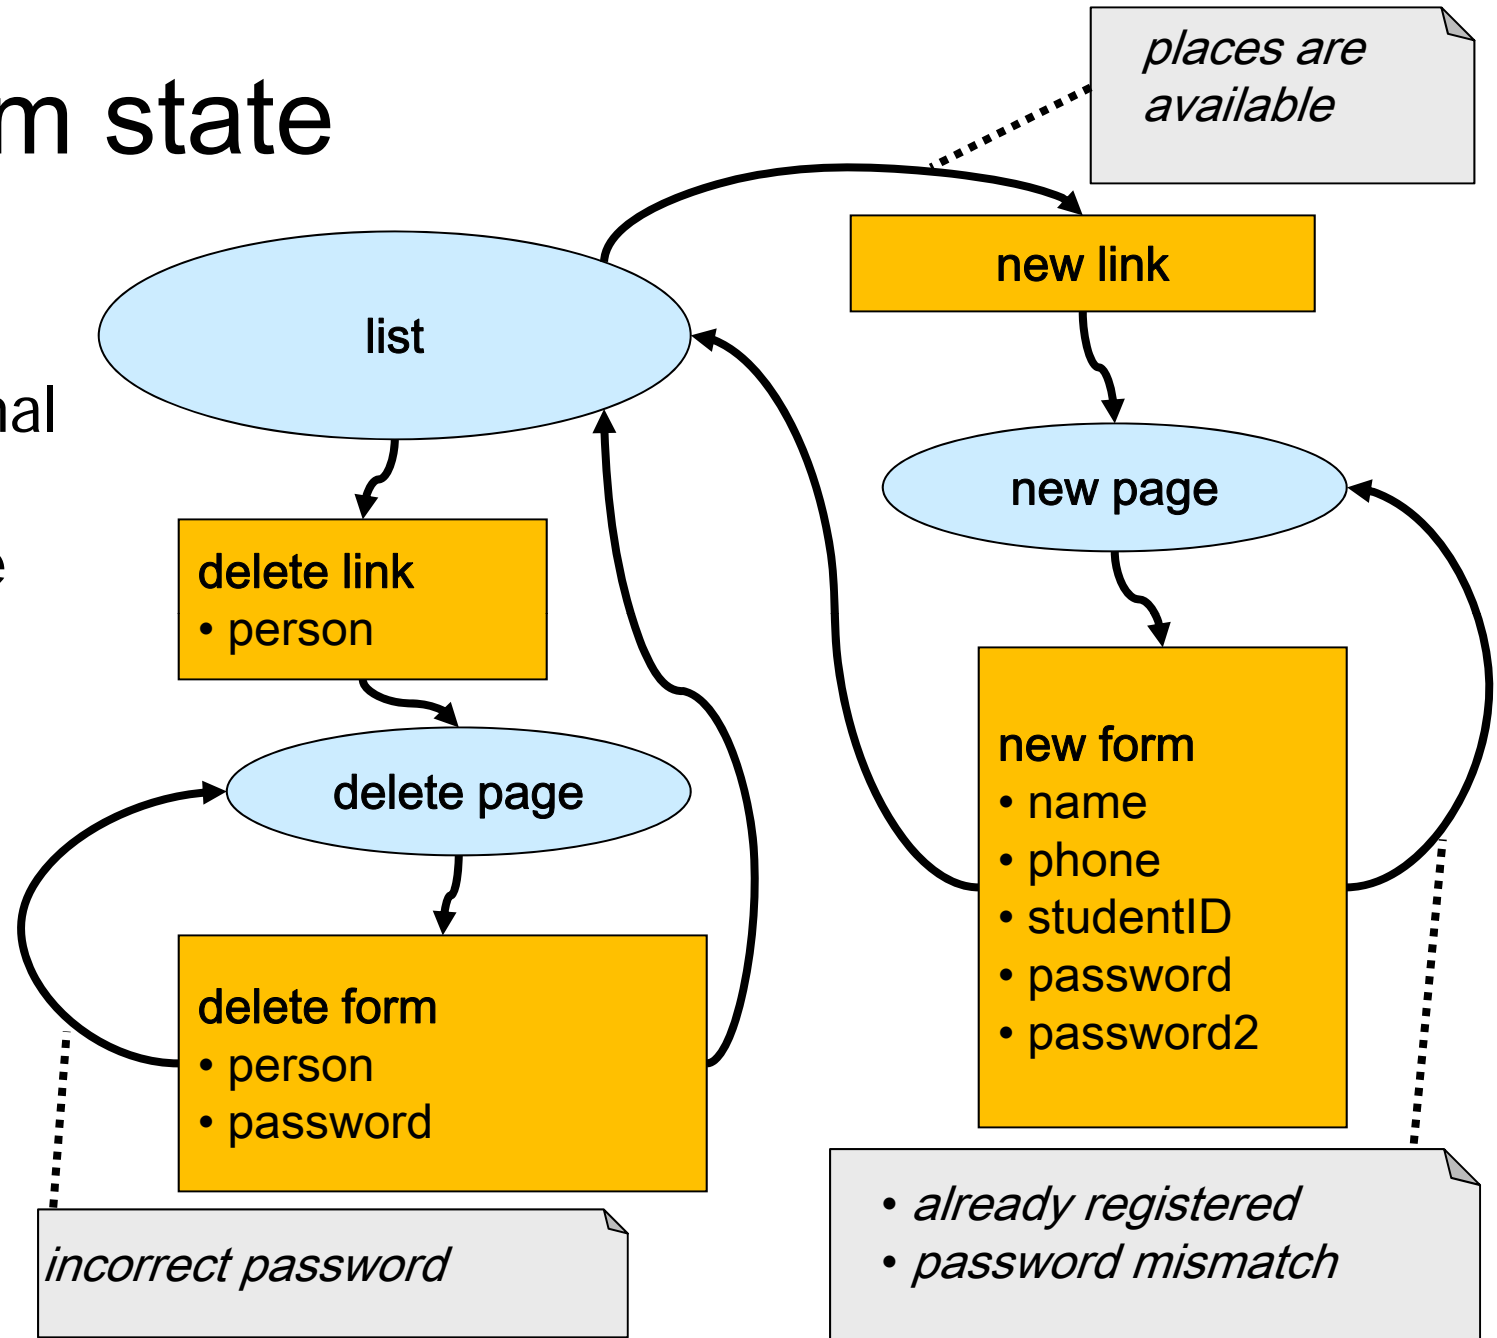 places are
available
m state
new link
list
nal
new page
e
delete link
• person
new form
• name
• phone
• studentID
• password
• password2
delete page
delete form
• person
• password
• already registered
• password mismatch
incorrect password